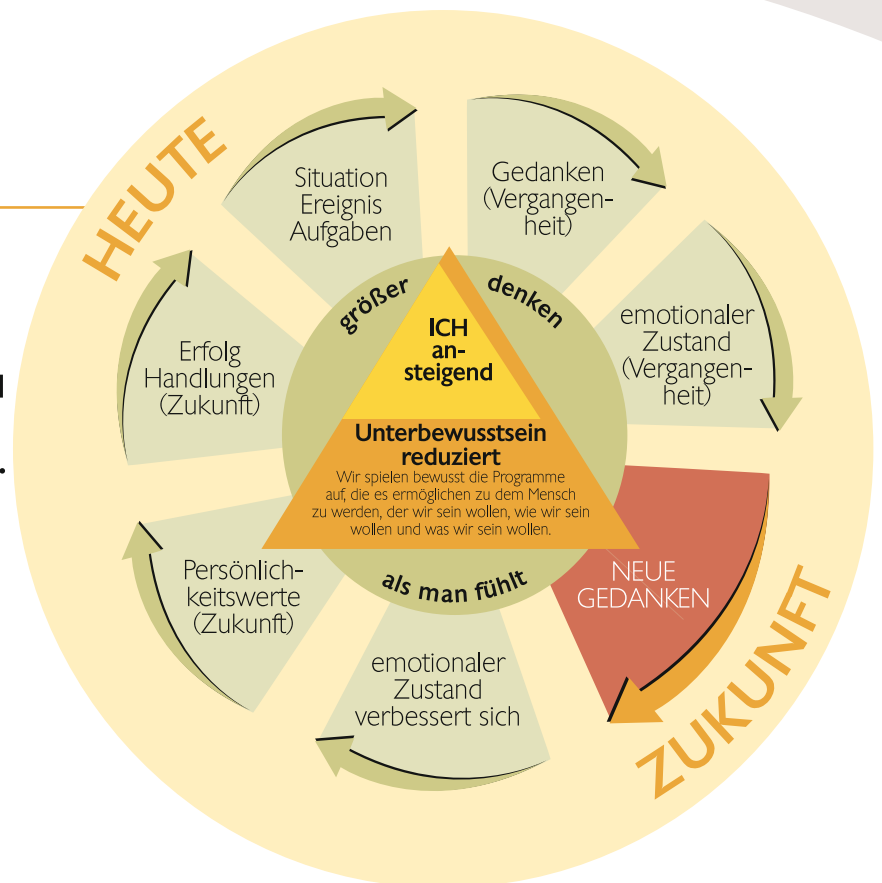 HEUTE
Situation
Ereignis
Aufgaben
Gedanken
(Vergangen-
heit)
emotionaler
Zustand
(Vergangen-
heit)
NEUE
GEDANKEN
ZUKUNFT
emotionaler
Zustand
verbessert sich
Persönlich-
keitswerte
(Zukunft)
Erfolg
Handlungen
(Zukunft)
größer
denken
als man fühlt
ICH
an-
steigend
Unterbewusstsein
reduziert
Wir spielen bewusst die Programme
auf, die es ermöglichen zu dem Mensch
zu werden, der wir sein wollen, wie wir sein
wollen und was wir sein wollen.